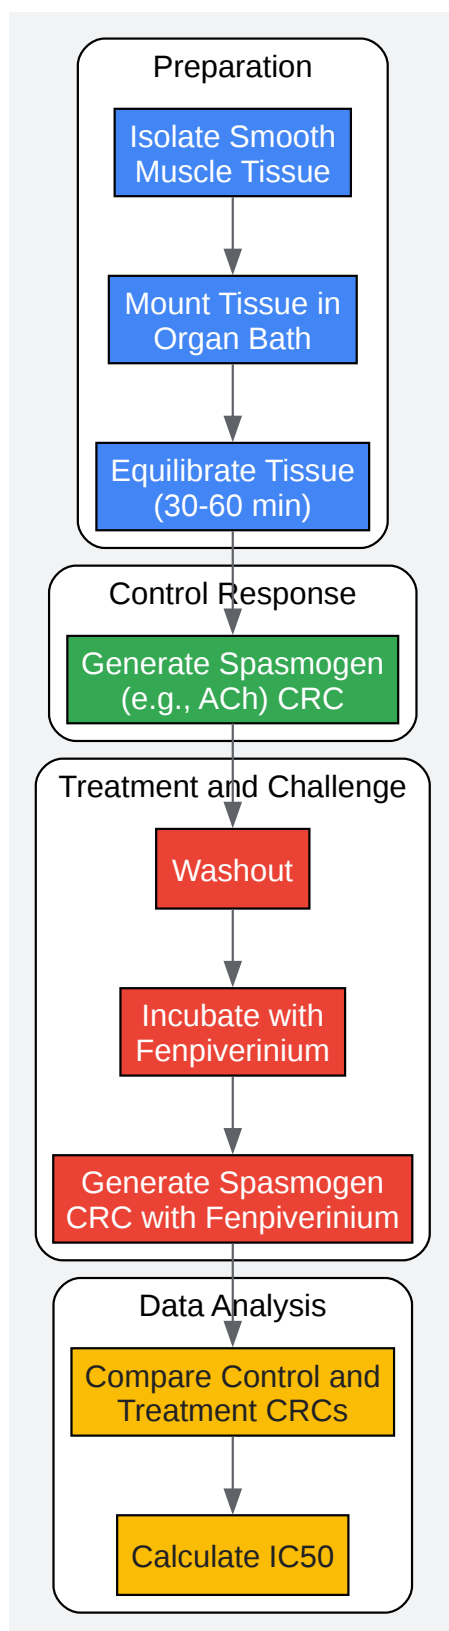 Preparation
Isolate Smooth
Muscle Tissue
Mount Tissue in
Organ Bath
Equilibrate Tissue
(30-60 min)
Control Response
Generate Spasmogen
(e.g., ACh) CRC
Treatment and Challenge
Washout
Incubate with
Fenpiverinium
Generate Spasmogen
CRC with Fenpiverinium
Data Analysis
Compare Control and
Treatment CRCs
Calculate IC50